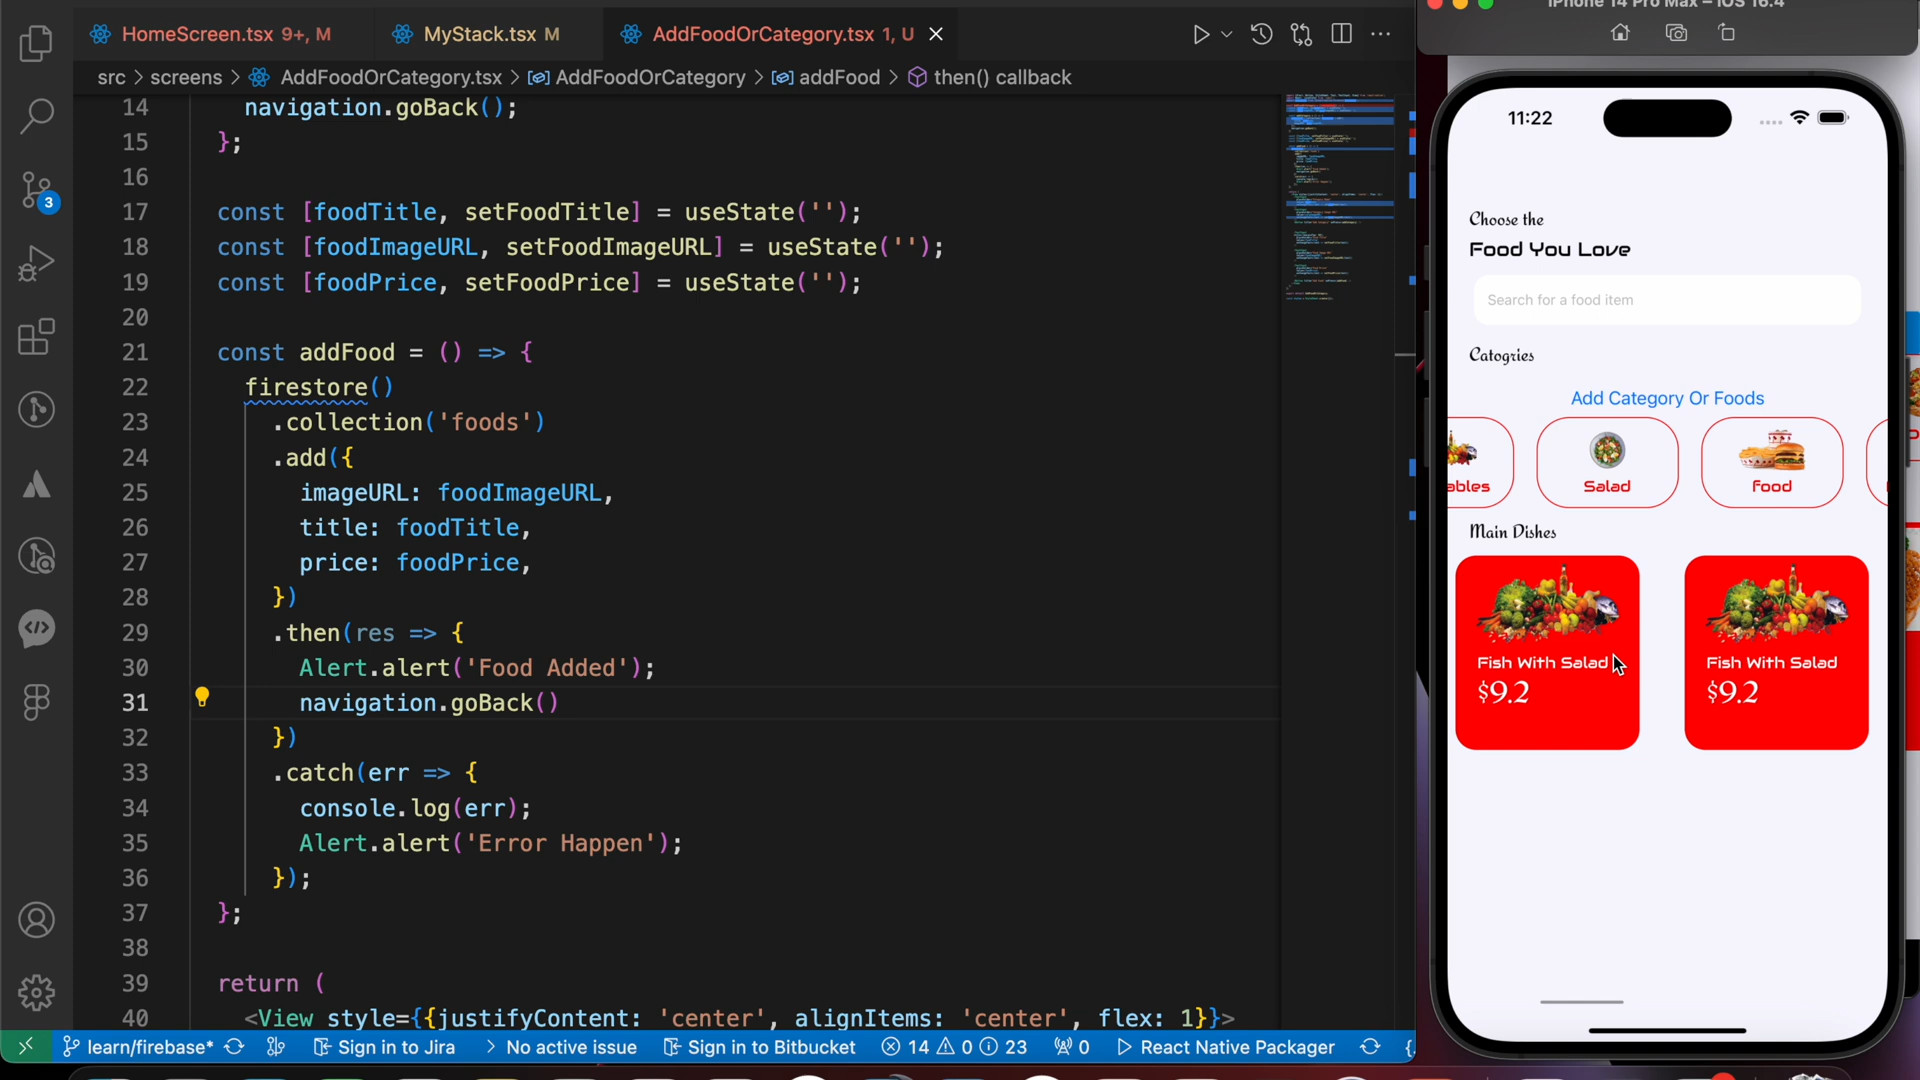 HomeScreen.tsx 9+, M
MyStack.tsx M
AddFoodOrCategory.tsx 1, U
src > screens > AddFoodOrCategory.tsx > AddFoodOrCategory > addFood > then() callback
14 navigation.goBack();
15 };
16
17 const [foodTitle, setFoodTitle] = useState('');
18 const [foodImageURL, setFoodImageURL] = useState('');
19 const [foodPrice, setFoodPrice] = useState('');
20
21 const addFood = () => {
22 firestore()
23 .collection('foods')
24 .add({
25 imageURL: foodImageURL,
26 title: foodTitle,
27 price: foodPrice,
28 })
29 .then(res => {
30 Alert.alert('Food Added');
31 navigation.goBack()
32 })
33 .catch(err => {
34 console.log(err);
35 Alert.alert('Error Happen');
36 });
37 };
38
39 return (
40 <View style={{justifyContent: 'center', alignItems: 'center', flex: 1}}>
3
learn/firebase* Sign in to Jira > No active issue Sign in to Bitbucket 14 0 23 0 React Native Packager
iPhone 14 Pro Max – iOS 16.4
11:22
Choose the
Food You Love
Search for a food item
Catogries
Add Category Or Foods
ables Salad Food
Main Dishes
Fish With Salad
$9.2
Fish With Salad
$9.2